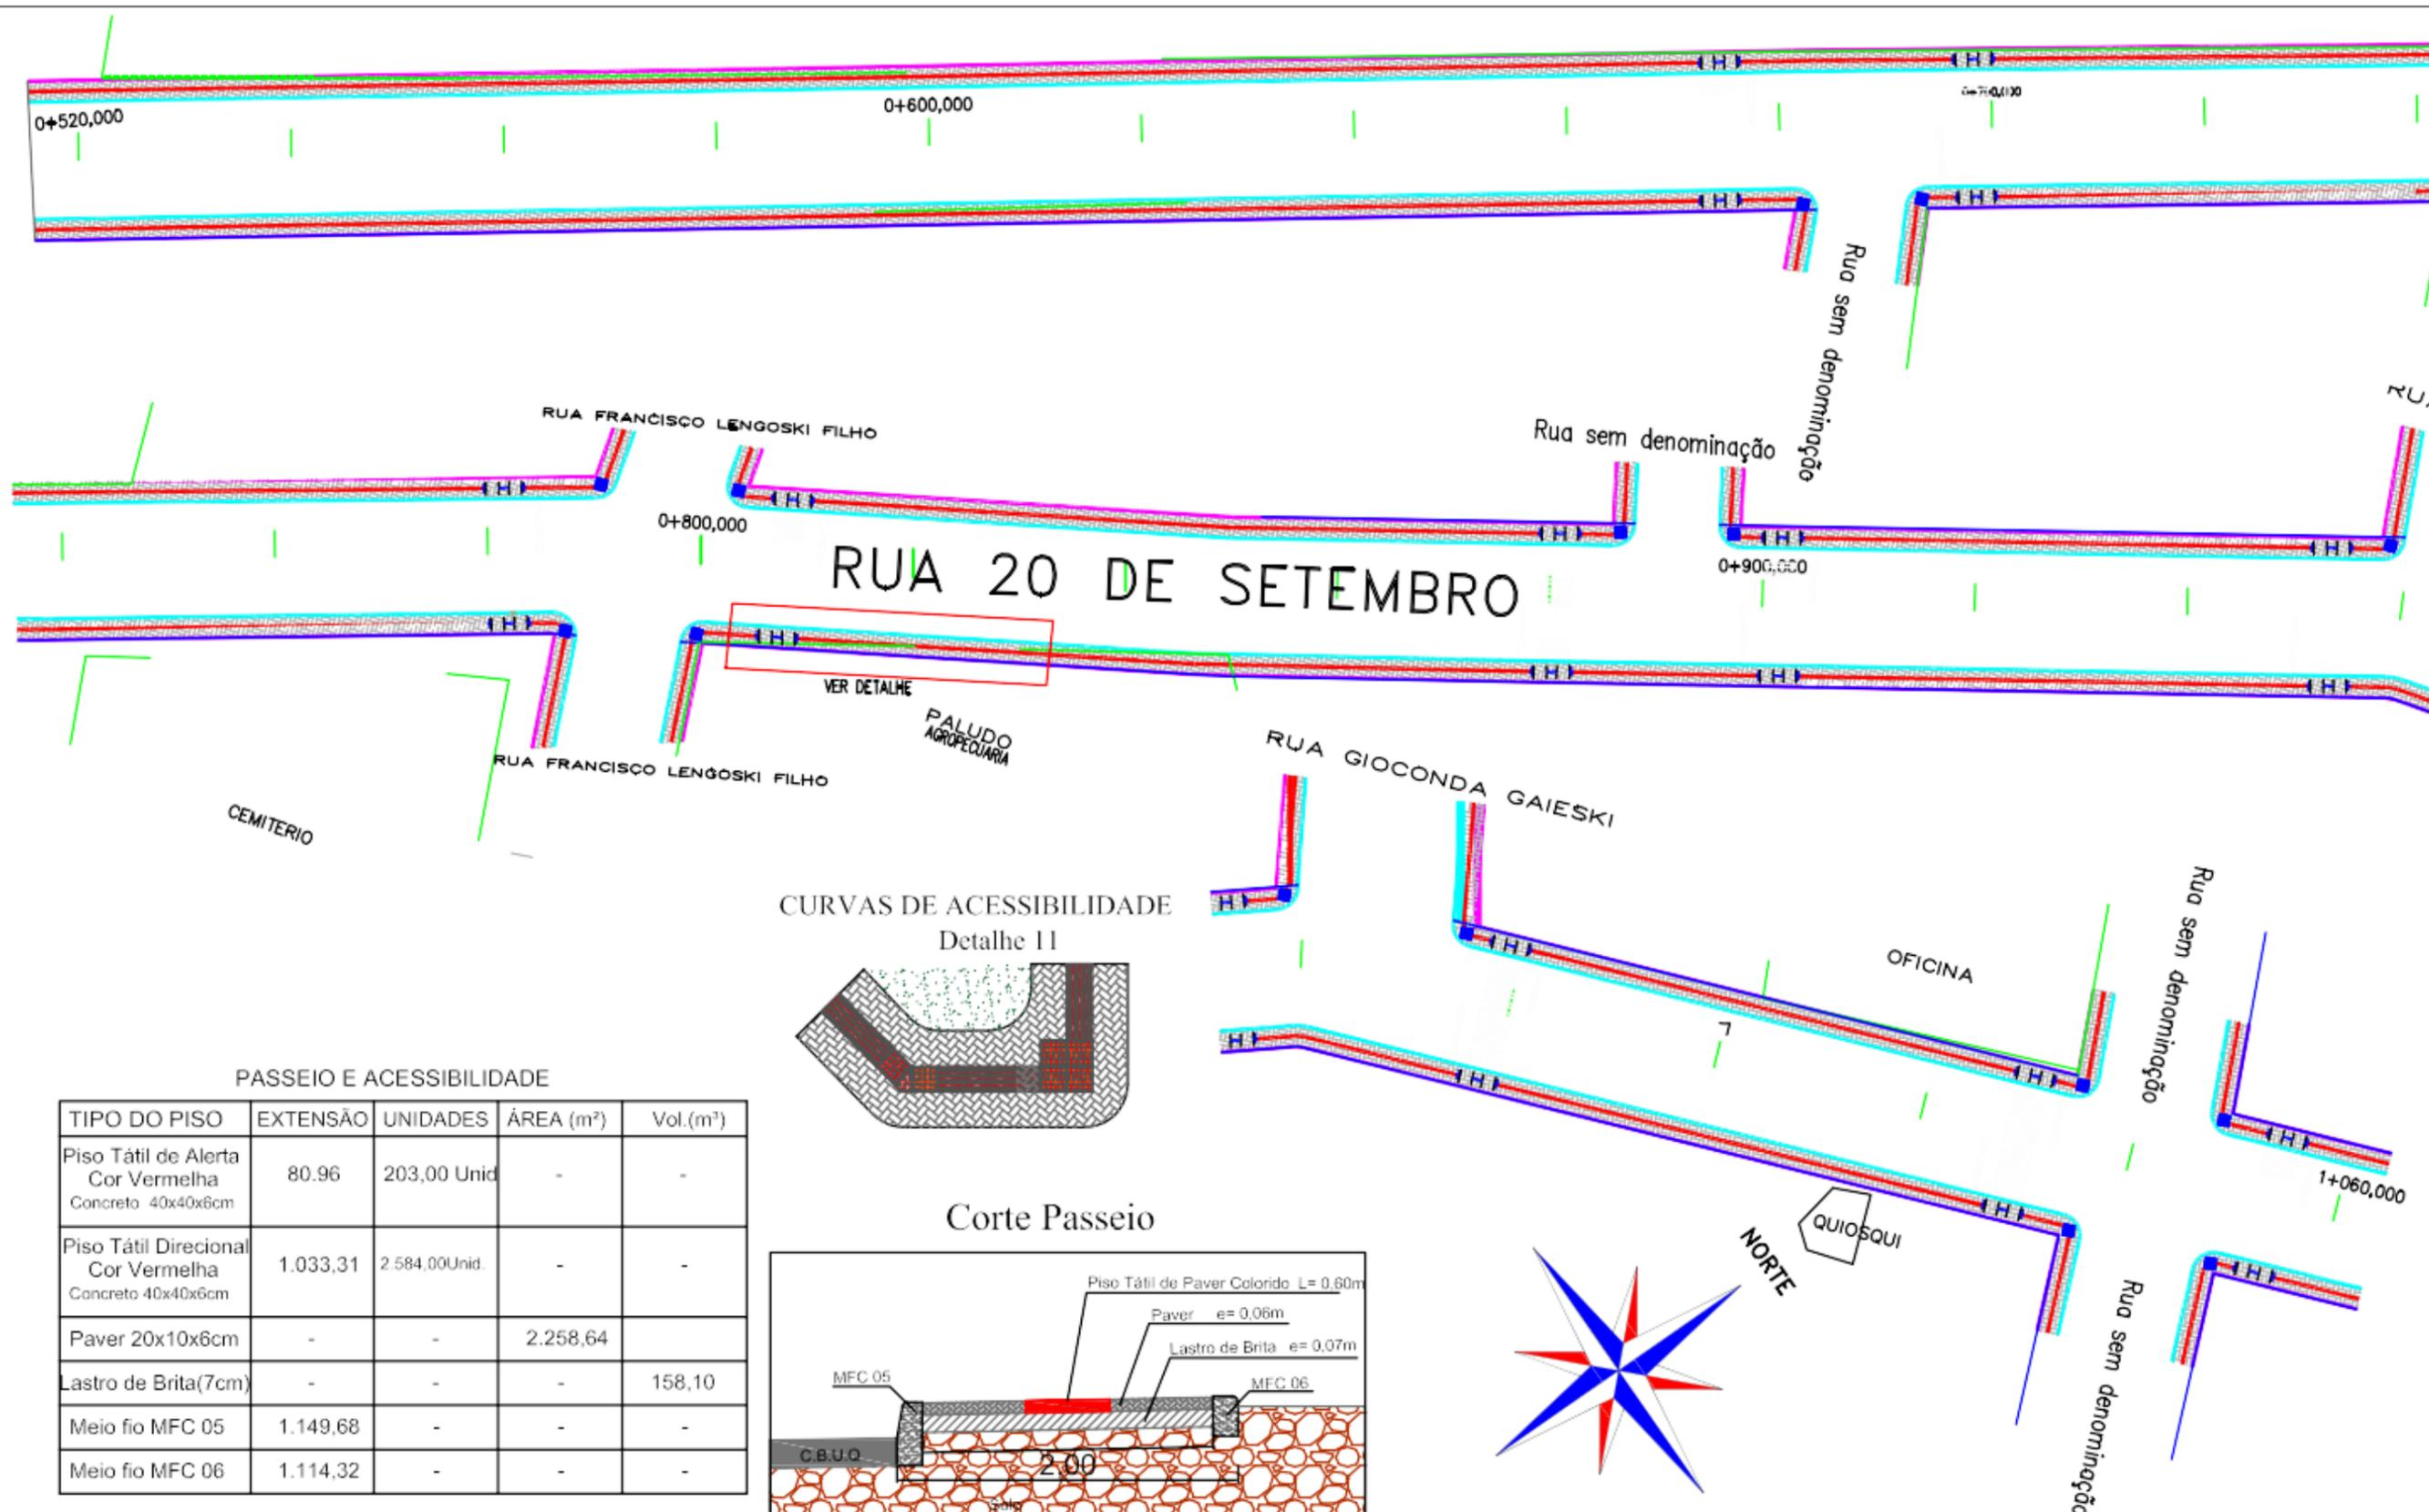 0+520,000
0+600,000
Rua sem denominação
RUA FRANCISCO LENGOSKI FILHO
Rua sem denominação
0+800,000
0+900,000
RUA 20 DE SETEMBRO
VER DETALHE
PALUDO
AGROPECUARIA
RUA FRANCISCO LENGOSKI FILHO
CEMITERIO
RUA GIOCONDA GAIESKI
OFICINA
Rua sem denominação
1+060,000
QUIOSQUI
NORTE
Rua sem denominação
CURVAS DE ACESSIBILIDADE
Detalhe 11
PASSEIO E ACESSIBILIDADE
TIPO DO PISO EXTENSÃO UNIDADES ÁREA (m²) Vol.(m³)
Piso Tátil de Alerta
Cor Vermelha
Concreto 40x40x6cm
80.96 203,00 Unid - -
Piso Tátil Direcional
Cor Vermelha
Concreto 40x40x6cm
1.033,31 2.584,00Unid. - -
Paver 20x10x6cm - - 2.258,64
Lastro de Brita(7cm) - - - 158,10
Meio fio MFC 05 1.149,68 - - -
Meio fio MFC 06 1.114,32 - - -
Corte Passeio
Piso Tátil de Paver Colorido L= 0,60m
Paver e= 0,06m
Lastro de Brita e= 0,07m
MFC 05
MFC 06
C.B.U.Q
2.00
Solo